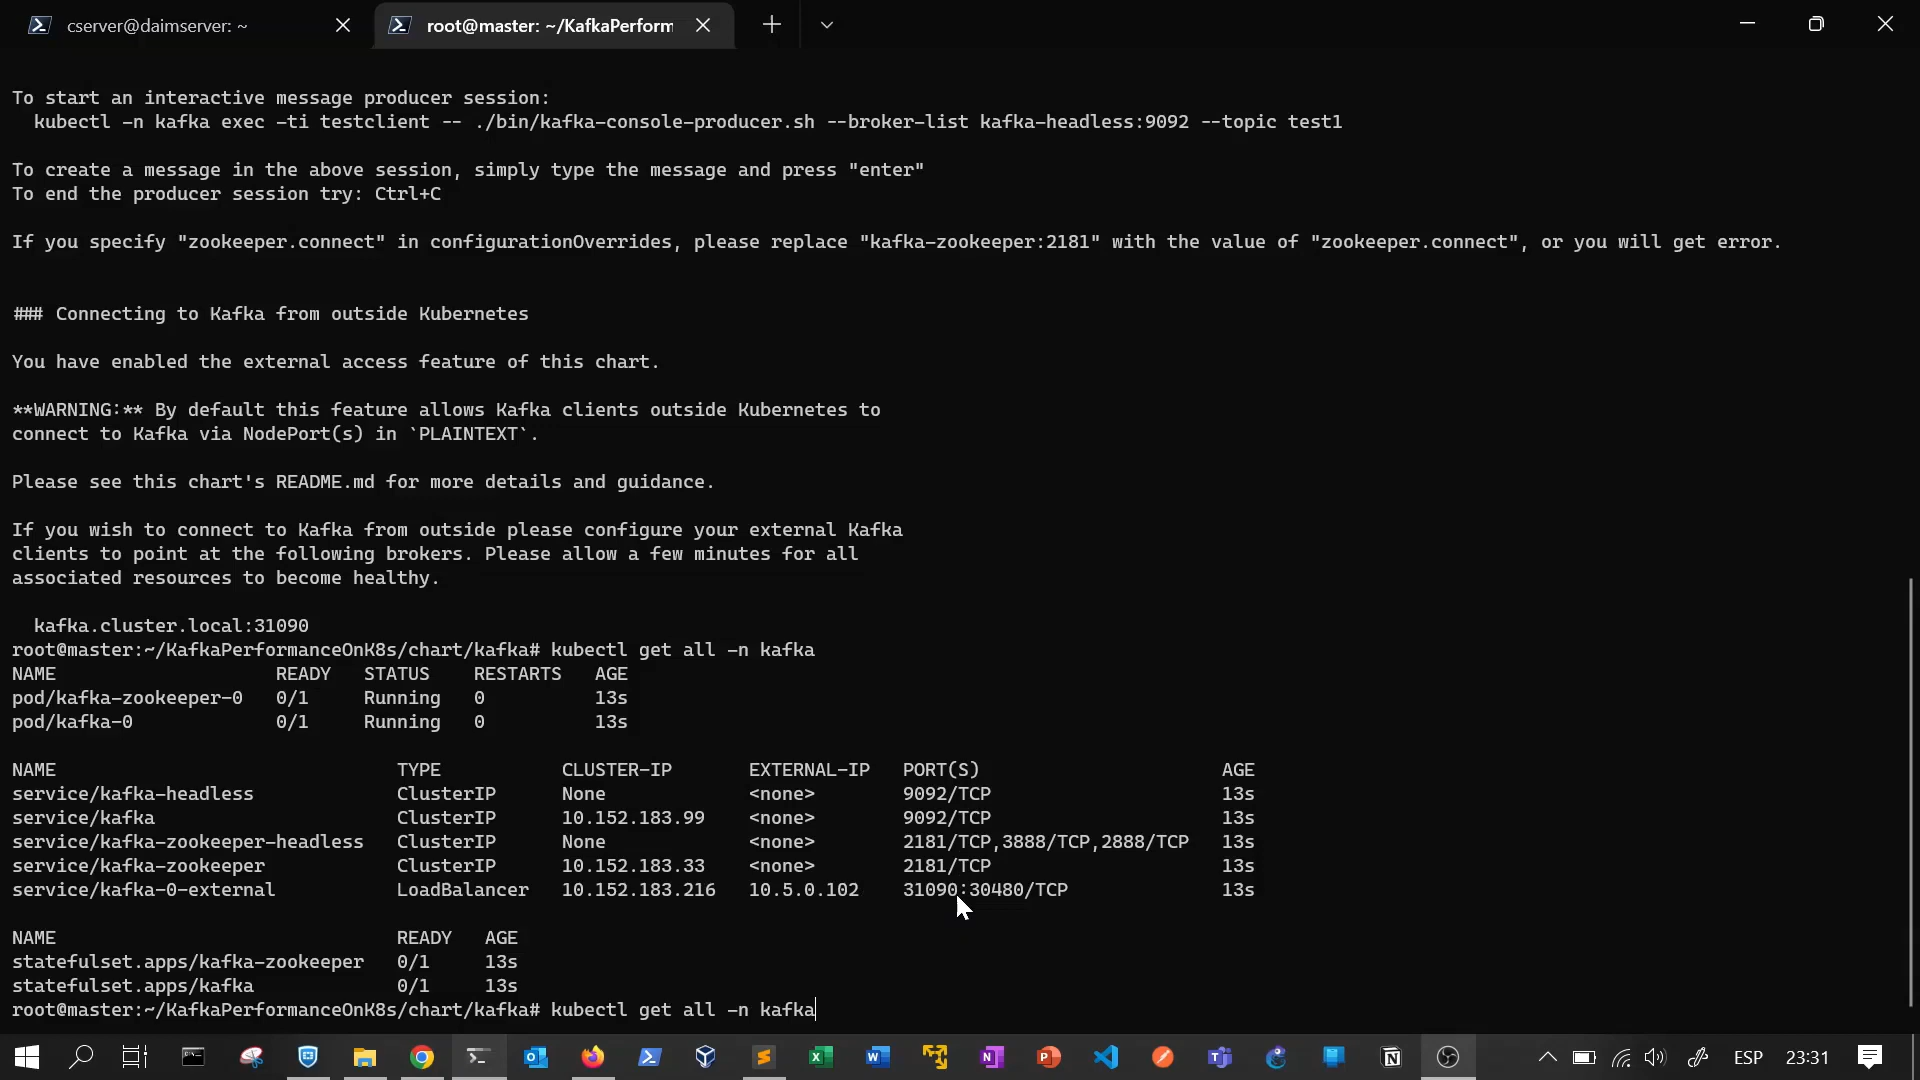 cserver@daimserver: ~
root@master: ~/KafkaPerform
To start an interactive message producer session:
kubectl -n kafka exec -ti testclient -- ./bin/kafka-console-producer.sh --broker-list kafka-headless:9092 --topic test1
To create a message in the above session, simply type the message and press "enter"
To end the producer session try: Ctrl+C
If you specify "zookeeper.connect" in configurationOverrides, please replace "kafka-zookeeper:2181" with the value of "zookeeper.connect", or you will get error.
### Connecting to Kafka from outside Kubernetes
You have enabled the external access feature of this chart.
**WARNING:** By default this feature allows Kafka clients outside Kubernetes to
connect to Kafka via NodePort(s) in `PLAINTEXT`.
Please see this chart's README.md for more details and guidance.
If you wish to connect to Kafka from outside please configure your external Kafka
clients to point at the following brokers. Please allow a few minutes for all
associated resources to become healthy.
kafka.cluster.local:31090
root@master:~/KafkaPerformanceOnK8s/chart/kafka# kubectl get all -n kafka
NAME READY STATUS RESTARTS AGE
pod/kafka-zookeeper-0 0/1 Running 0 13s
pod/kafka-0 0/1 Running 0 13s
NAME TYPE CLUSTER-IP EXTERNAL-IP PORT(S) AGE
service/kafka-headless ClusterIP None <none> 9092/TCP 13s
service/kafka ClusterIP 10.152.183.99 <none> 9092/TCP 13s
service/kafka-zookeeper-headless ClusterIP None <none> 2181/TCP,3888/TCP,2888/TCP 13s
service/kafka-zookeeper ClusterIP 10.152.183.33 <none> 2181/TCP 13s
service/kafka-0-external LoadBalancer 10.152.183.216 10.5.0.102 31090:30480/TCP 13s
NAME READY AGE
statefulset.apps/kafka-zookeeper 0/1 13s
statefulset.apps/kafka 0/1 13s
root@master:~/KafkaPerformanceOnK8s/chart/kafka# kubectl get all -n kafka
ESP 23:31